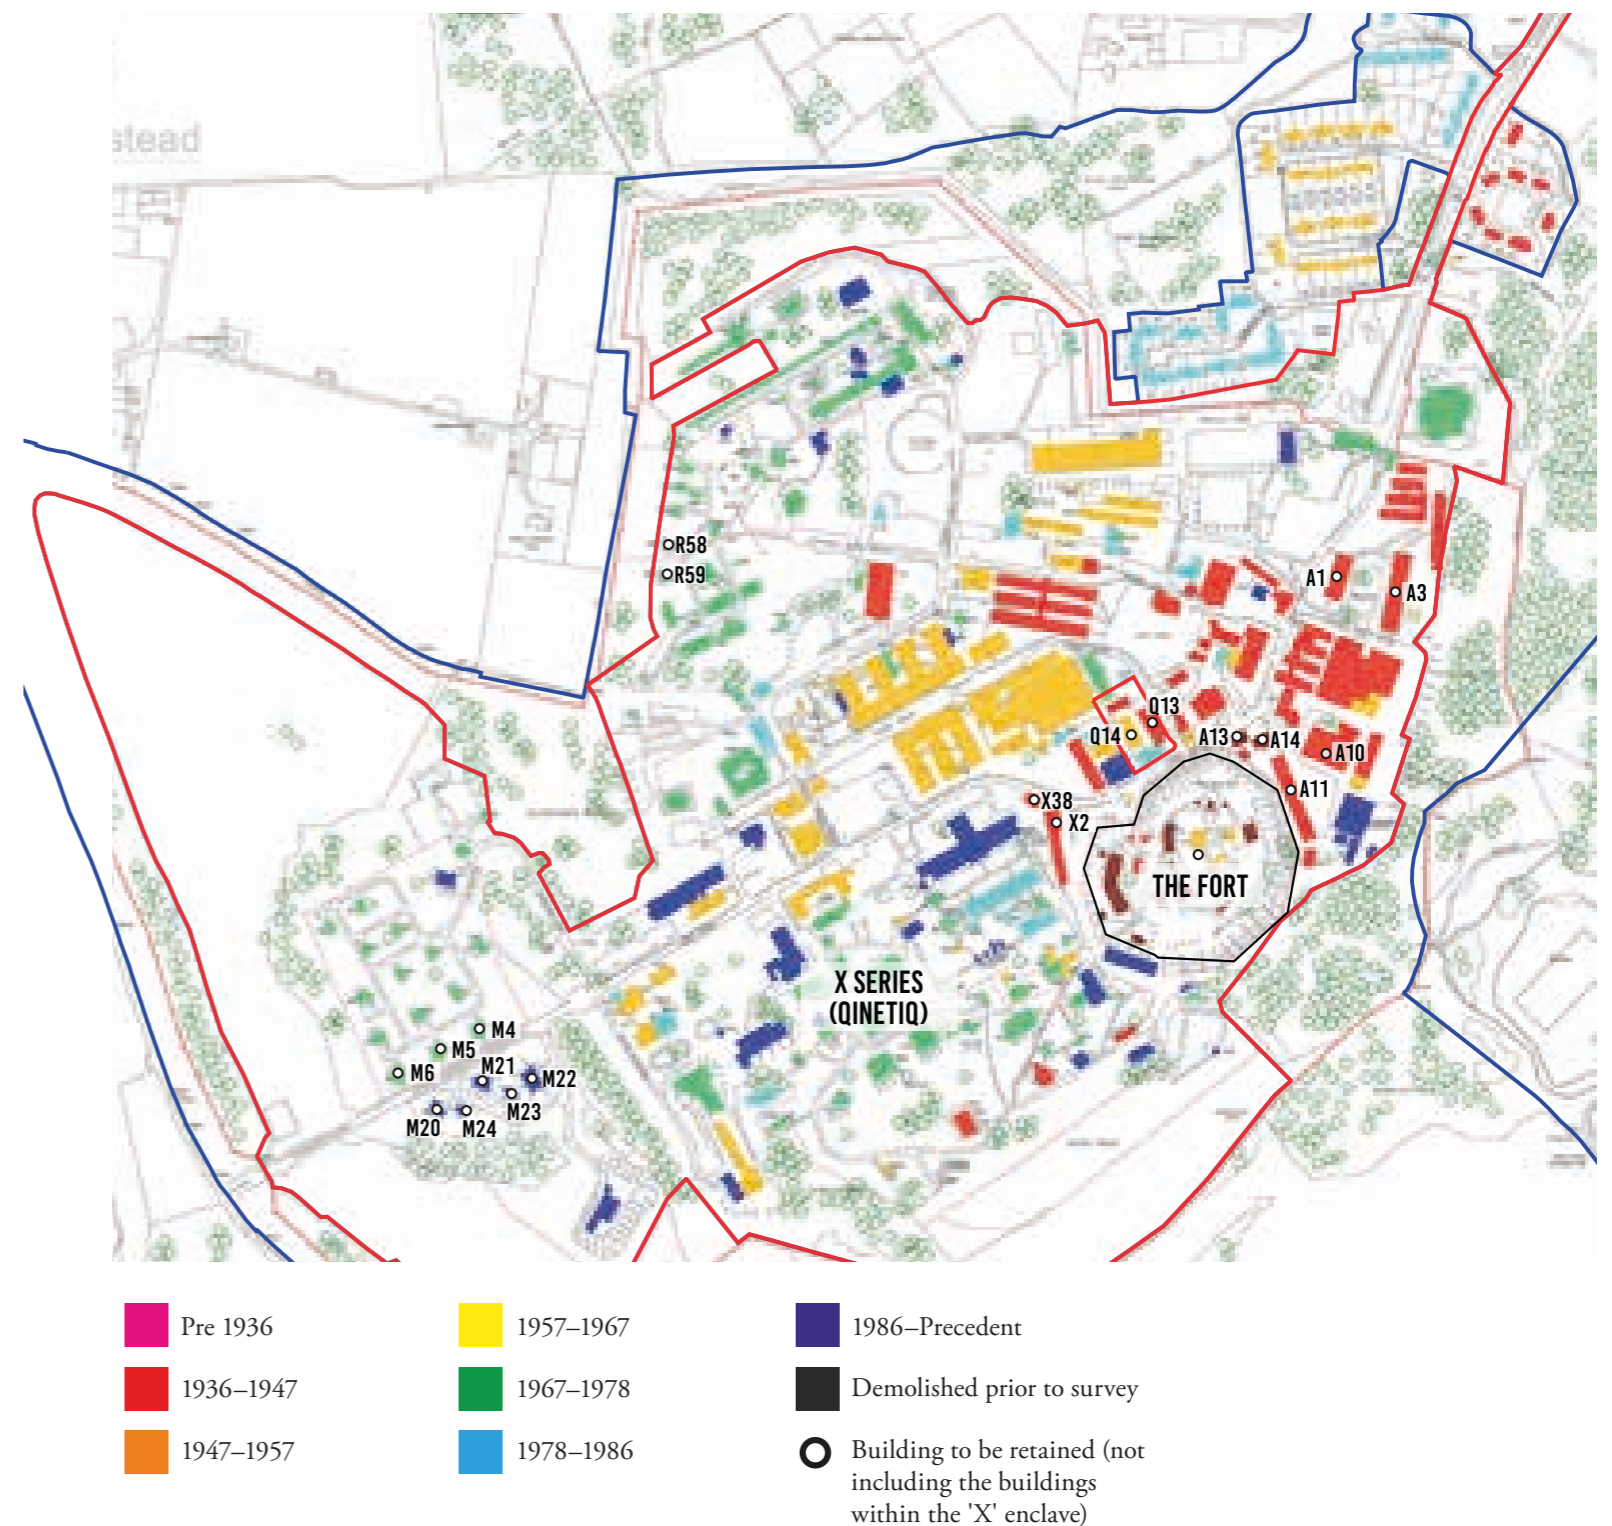 stead
R58
R59
A1
A3
Q13
Q14
A13
A14
A10
A11
X38
X2
THE FORT
X SERIES
(QINETIQ)
M4
M5
M6
M21
M22
M23
M20
M24
Pre 1936
1936–1947
1947–1957
1957–1967
1967–1978
1978–1986
1986–Precedent
Demolished prior to survey
Building to be retained (not
including the buildings
within the 'X' enclave)